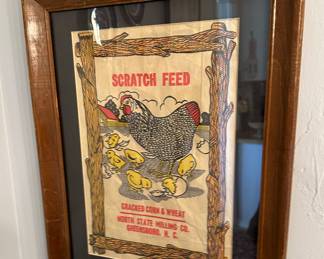 SCRATCH FEED
CRACKED CORN & WHEAT
NORTH STATE MILLING CO.
GREENSBORO, N. C.